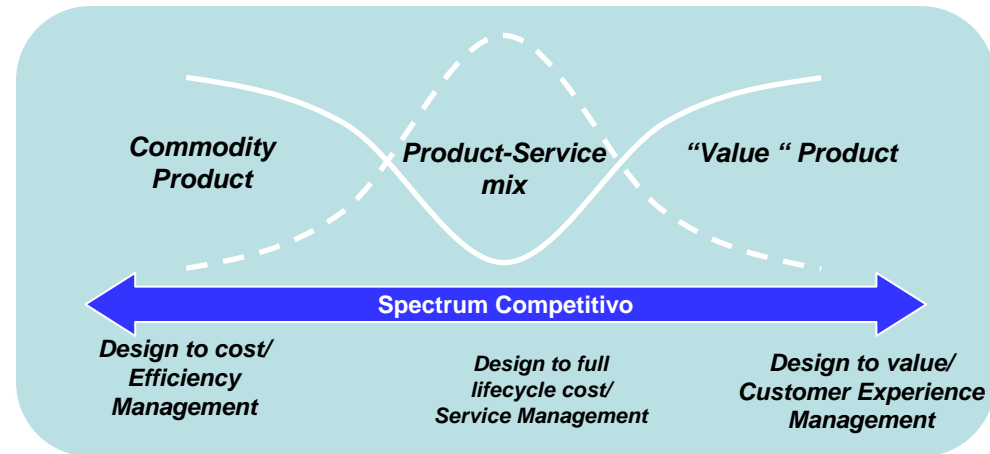 Commodity
Product
Product-Service
mix
“Value “ Product
Spectrum Competitivo
Design to cost/
Efficiency
Management
Design to full
lifecycle cost/
Service Management
Design to value/
Customer Experience
Management